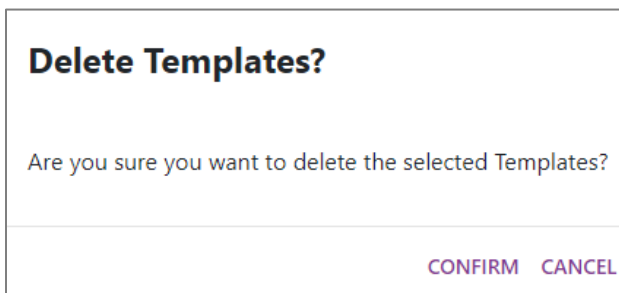 Delete Templates?
Are you sure you want to delete the selected Templates?
CONFIRM CANCEL